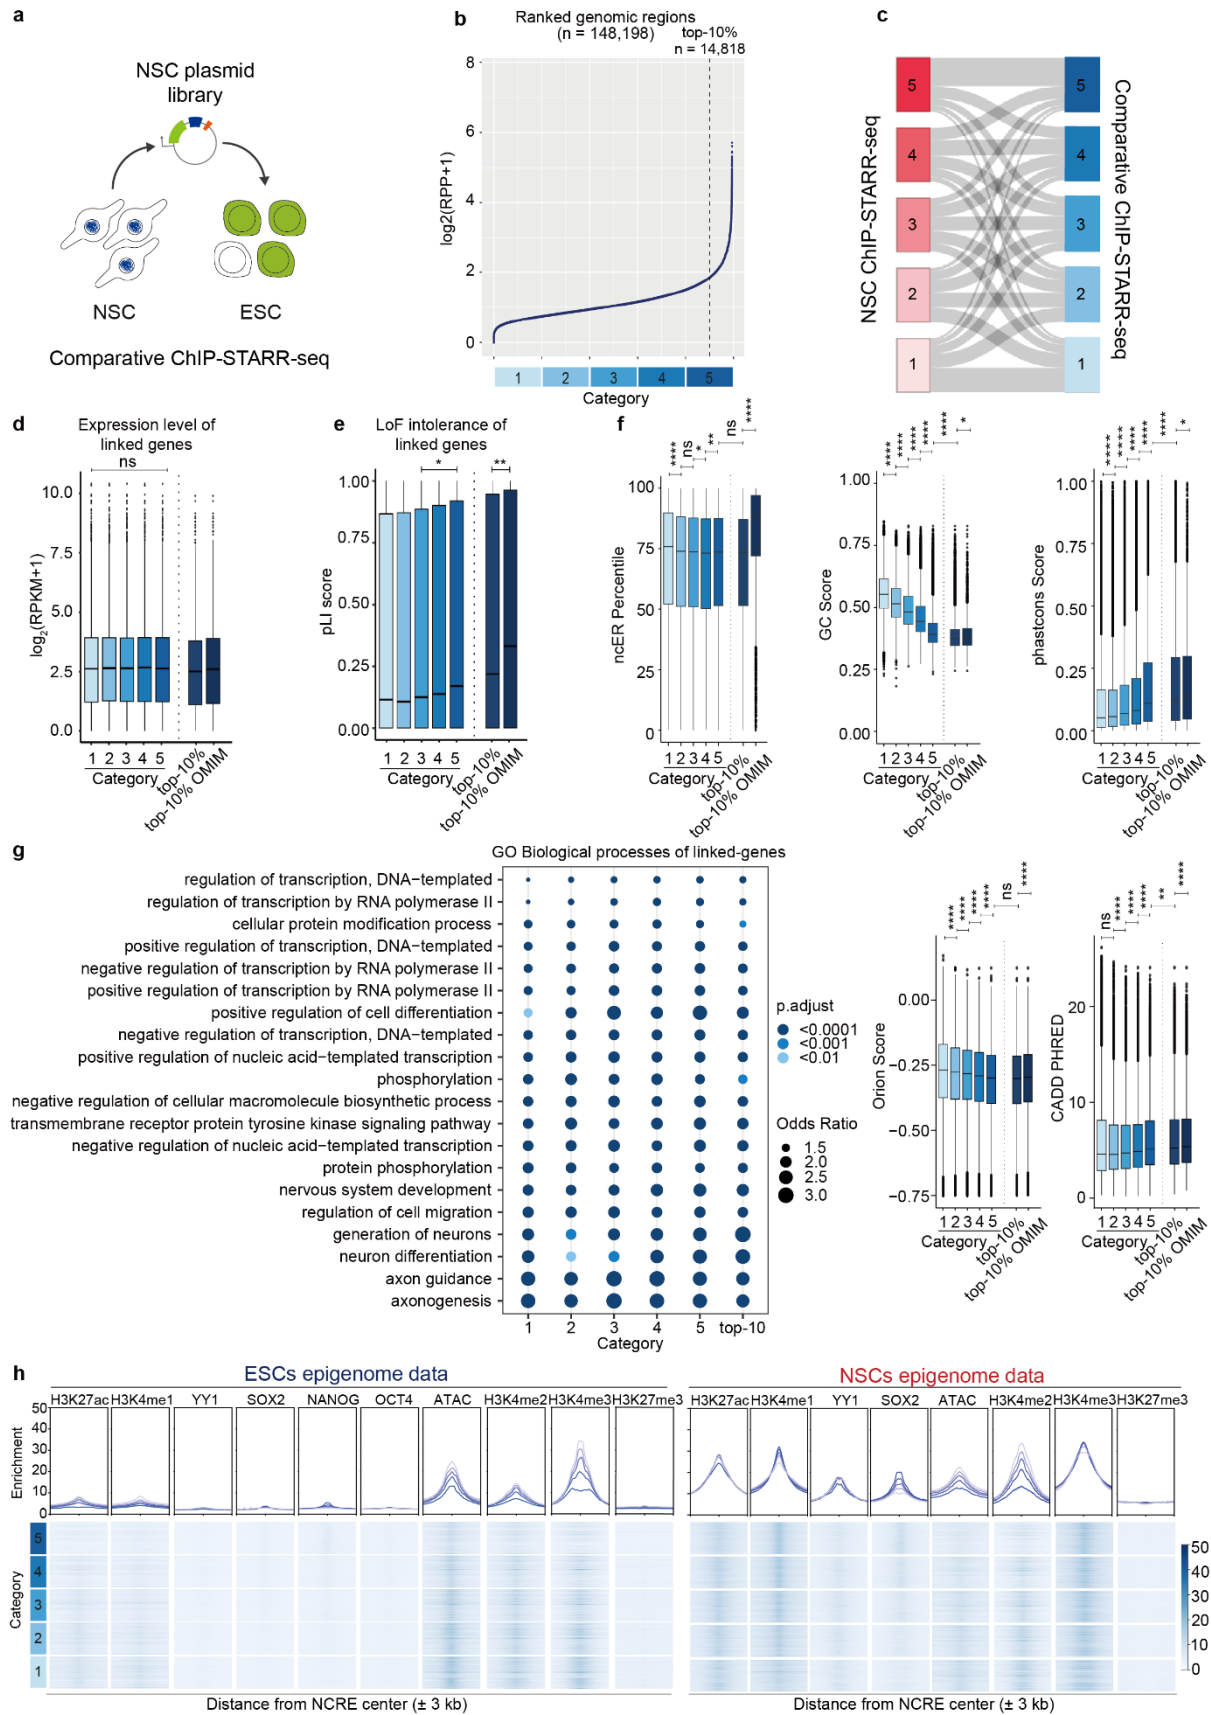 a
NSC plasmid
library
NSC
ESC
Comparative ChIP-STARR-seq
b
Ranked genomic regions
(n = 148,198)
top-10%
n = 14,818
log2(RPP+1)
8
6
4
2
0
1 2 3 4 5
Category
c
NSC ChIP-STARR-seq
5
4
3
2
1
5
4
3
2
1
Comparative ChIP-STARR-seq
d
Expression level of
linked genes
ns
log2(RPKM+1)
10.0
7.5
5.0
2.5
0.0
1 2 3 4 5
Category
top-10%
top-10% OMIM
e
LoF intolerance of
linked genes
*
**
pLI score
1.00
0.75
0.50
0.25
0.00
1 2 3 4 5
Category
top-10%
top-10% OMIM
f
**** ns * ** ns ****
ncER Percentile
100
75
50
25
0
1 2 3 4 5
Category
top-10%
top-10% OMIM
**** **** **** **** **** *
GC Score
1.00
0.75
0.50
0.25
0.00
1 2 3 4 5
Category
top-10%
top-10% OMIM
**** **** **** **** **** *
phastcons Score
1.00
0.75
0.50
0.25
0.00
1 2 3 4 5
Category
top-10%
top-10% OMIM
**** **** **** **** ns ****
Orion Score
0.00
−0.25
−0.50
−0.75
1 2 3 4 5
Category
top-10%
top-10% OMIM
ns **** **** **** ** ****
CADD PHRED
20
10
0
1 2 3 4 5
Category
top-10%
top-10% OMIM
g
GO Biological processes of linked-genes
regulation of transcription, DNA−templated
regulation of transcription by RNA polymerase II
cellular protein modification process
positive regulation of transcription, DNA−templated
negative regulation of transcription by RNA polymerase II
positive regulation of transcription by RNA polymerase II
positive regulation of cell differentiation
negative regulation of transcription, DNA−templated
positive regulation of nucleic acid−templated transcription
phosphorylation
negative regulation of cellular macromolecule biosynthetic process
transmembrane receptor protein tyrosine kinase signaling pathway
negative regulation of nucleic acid−templated transcription
protein phosphorylation
nervous system development
regulation of cell migration
generation of neurons
neuron differentiation
axon guidance
axonogenesis
1 2 3 4 5 top-10
Category
p.adjust
<0.0001
<0.001
<0.01
Odds Ratio
1.5
2.0
2.5
3.0
h
ESCs epigenome data
H3K27ac H3K4me1 YY1 SOX2 NANOG OCT4 ATAC H3K4me2 H3K4me3 H3K27me3
Enrichment
50
40
30
20
10
0
Category
5
4
3
2
1
Distance from NCRE center (± 3 kb)
NSCs epigenome data
H3K27ac H3K4me1 YY1 SOX2 ATAC H3K4me2 H3K4me3 H3K27me3
50
40
30
20
10
0
Distance from NCRE center (± 3 kb)